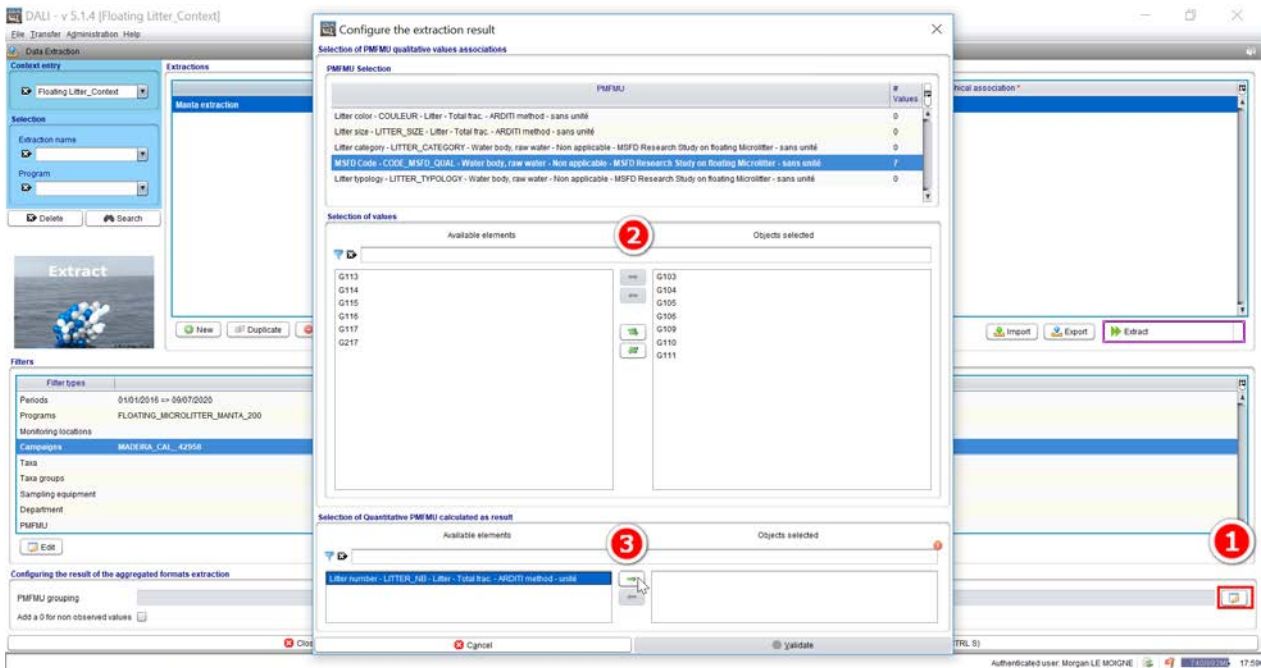 DALI - v 5.1.4 [Floating Litter_Context]
File Transfer Administration Help
Data Extraction
Context entry
Floating Litter_Context
Selection
Extraction name
Program
Delete
Search
Extract
Extractions
Manta extraction
hical association *
New
Duplicate
Import
Export
Extract
Filters
Filter types
Periods 01/01/2016 => 09/07/2020
Programs FLOATING_MICROLITTER_MANTA_200
Monitoring locations
Campaigns MADEIRA_CAL_-42958
Taxa
Taxa groups
Sampling equipment
Department
PMFMU
Edit
1
Configuring the result of the aggregated formats extraction
PMFMU grouping
Add a 0 for non observed values
Clos
TRL S)
Authenticated user: Morgan LE MOIGNE
17:59
Configure the extraction result
Selection of PMFMU qualitative values associations
PMFMU Selection
PMFMU # Values
Litter color - COULEUR - Litter - Total frac. - ARDITI method - sans unité 0
Litter size - LITTER_SIZE - Litter - Total frac. - ARDITI method - sans unité 0
Litter category - LITTER_CATEGORY - Water body, raw water - Non applicable - MSFD Research Study on floating Microlitter - sans unité 0
MSFD Code - CODE_MSFD_QUAL - Water body, raw water - Non applicable - MSFD Research Study on floating Microlitter - sans unité 7
Litter typology - LITTER_TYPOLOGY - Water body, raw water - Non applicable - MSFD Research Study on floating Microlitter - sans unité 0
Selection of values
Available elements
2
Objects selected
G113
G114
G115
G116
G117
G217
G103
G104
G105
G106
G109
G110
G111
Selection of Quantitative PMFMU calculated as result
Available elements
3
Objects selected
Litter number - LITTER_NB - Litter - Total frac. - ARDITI method - unité
Cancel
Validate